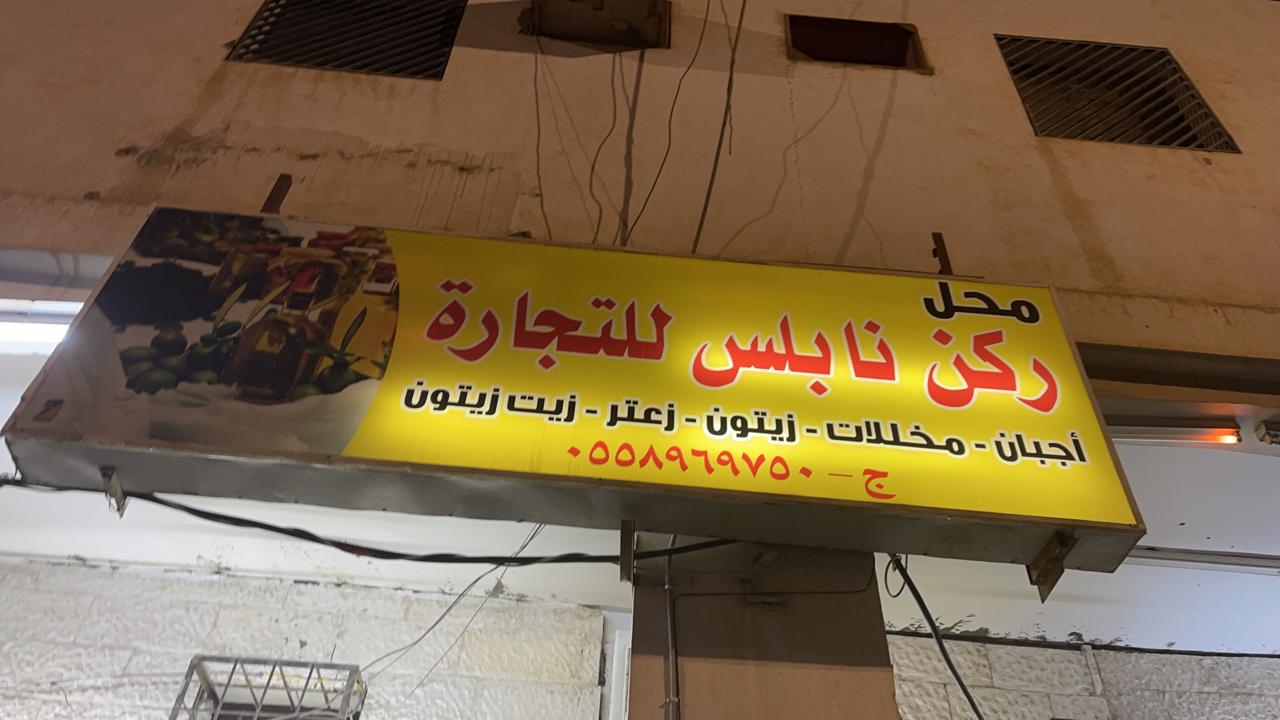 محل
ركن نابلس للتجارة
أجبان - مخللات - زيتون - زعتر - زيت زيتون
ج - ٠٥٥٨٩٦٩٧٥٠